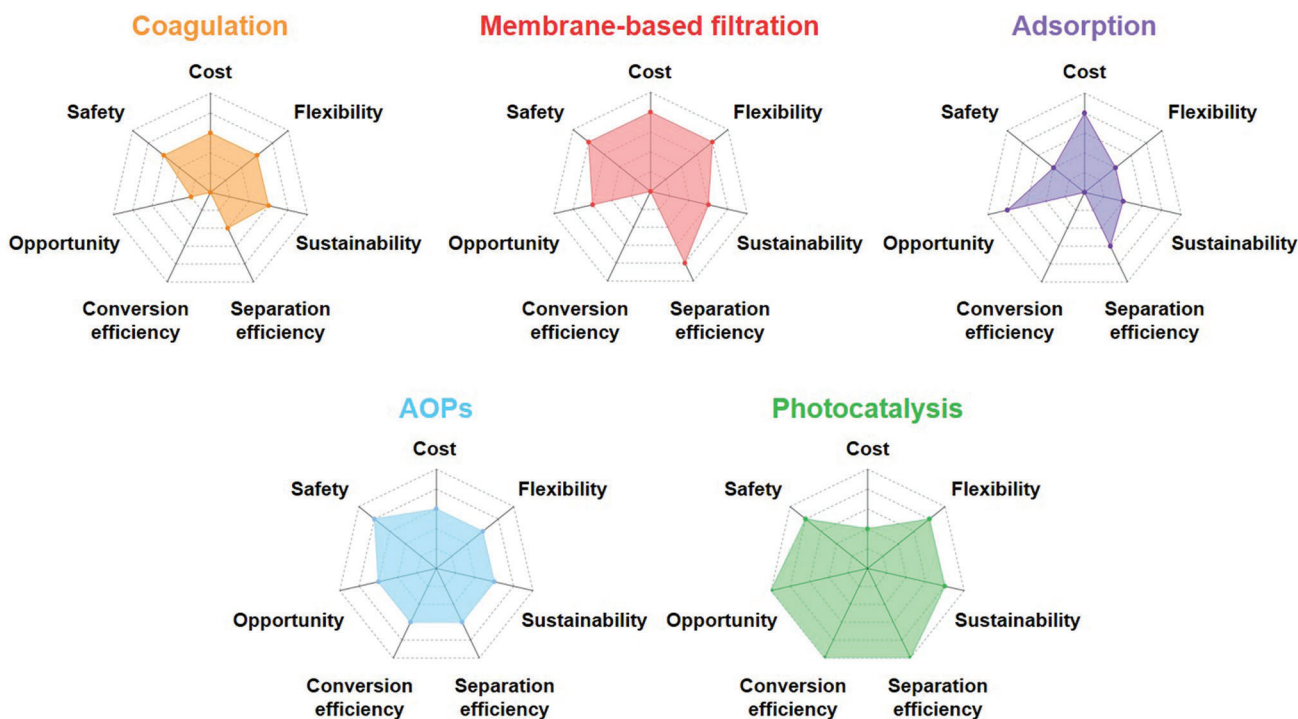 Coagulation
Cost
Safety
Flexibility
Opportunity
Sustainability
Conversion
efficiency
Separation
efficiency
Membrane-based filtration
Cost
Safety
Flexibility
Opportunity
Sustainability
Conversion
efficiency
Separation
efficiency
Adsorption
Cost
Safety
Flexibility
Opportunity
Sustainability
Conversion
efficiency
Separation
efficiency
AOPs
Cost
Safety
Flexibility
Opportunity
Sustainability
Conversion
efficiency
Separation
efficiency
Photocatalysis
Cost
Safety
Flexibility
Opportunity
Sustainability
Conversion
efficiency
Separation
efficiency